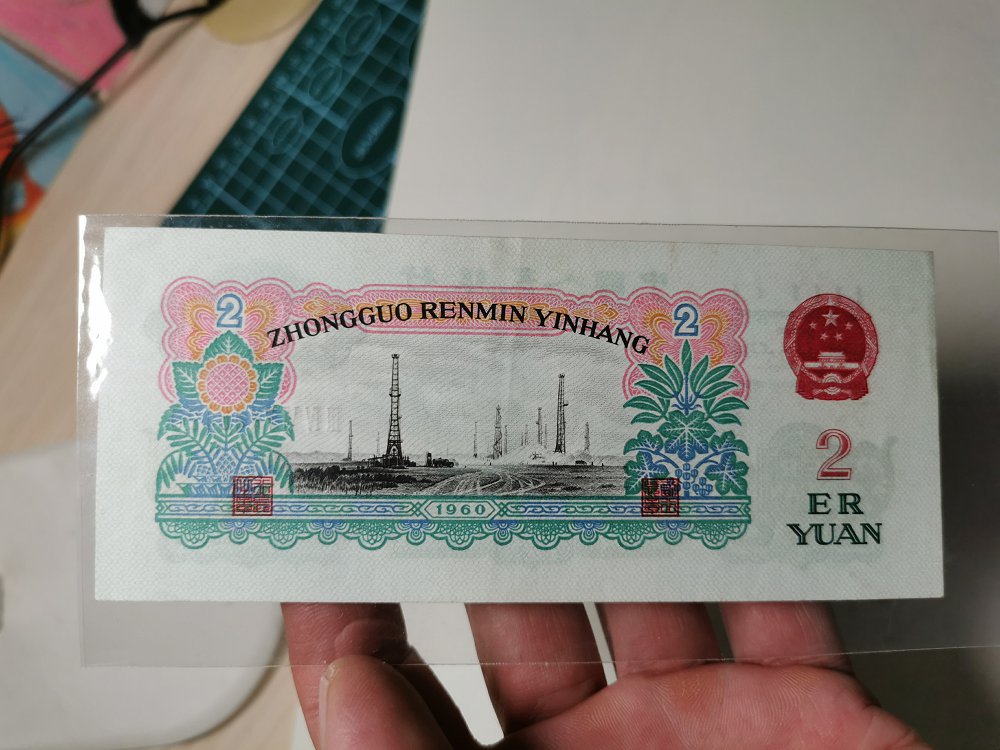 2
2
ZHONGGUO RENMIN YINHANG
1960
2
ER
YUAN